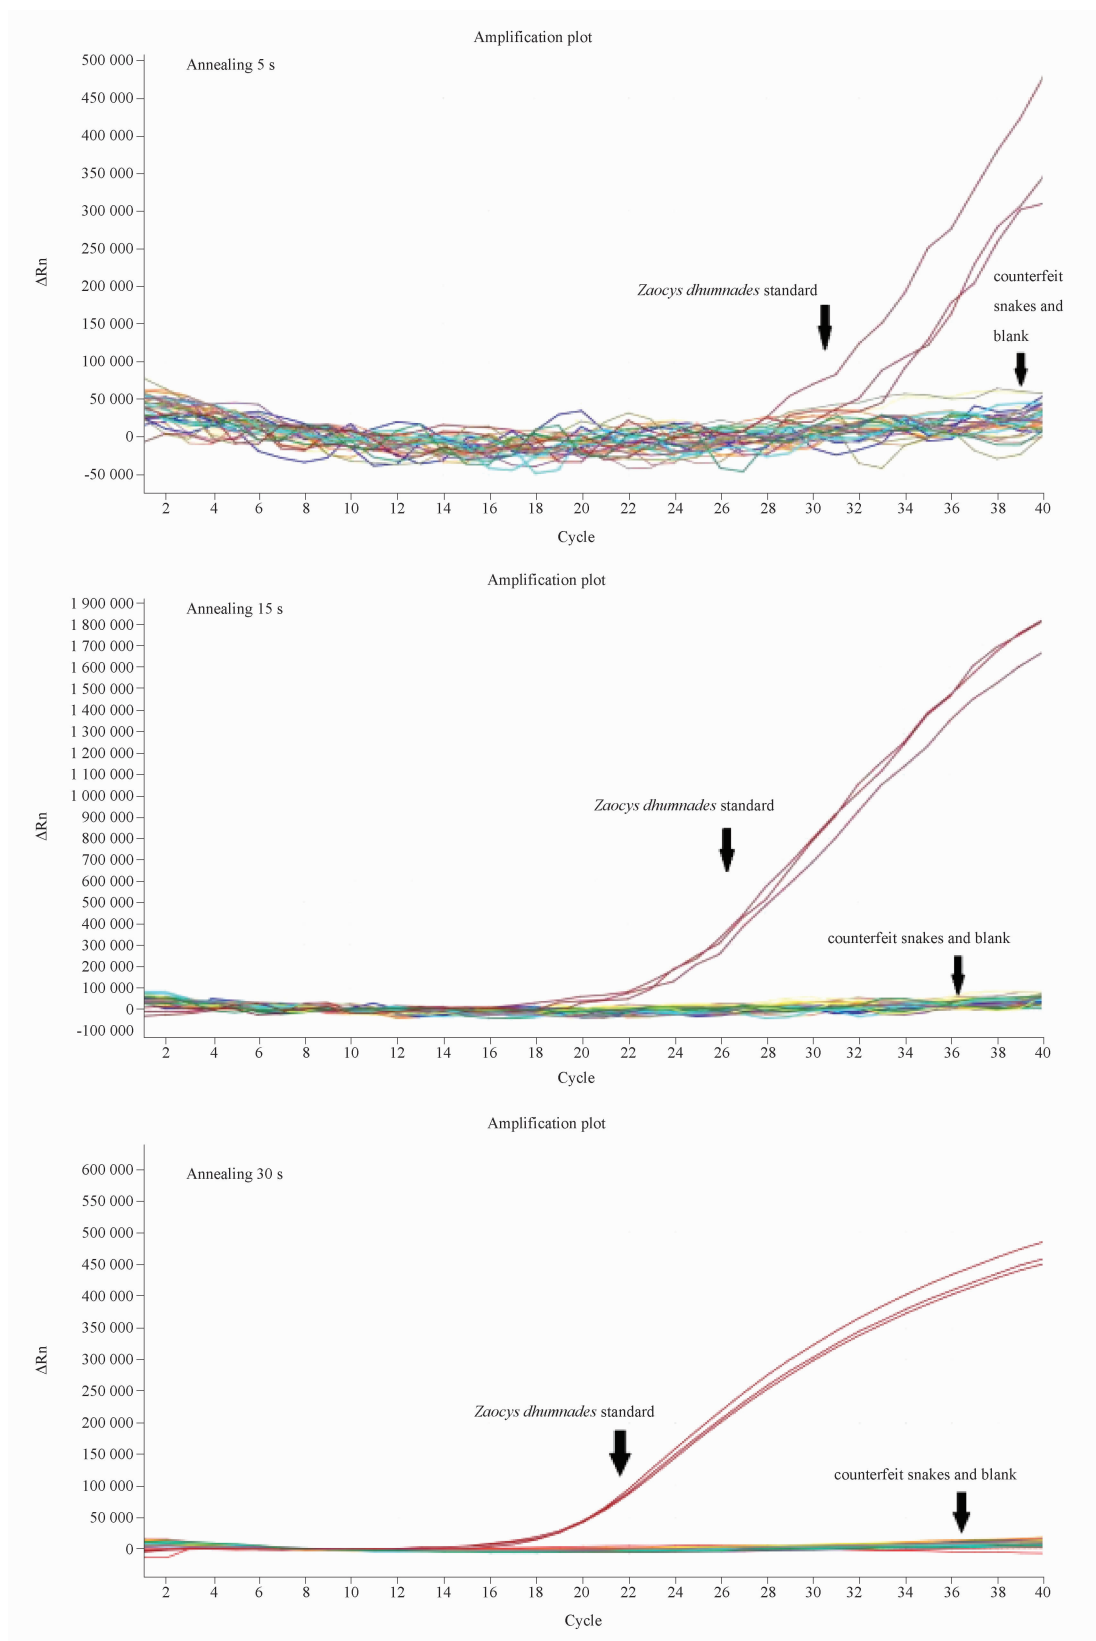 Amplification plot
Annealing 5 s
500 000
450 000
400 000
350 000
300 000
250 000
200 000
150 000
100 000
50 000
0
-50 000
ΔRn
Zaocys dhumnades standard
counterfeit
snakes and
blank
2 4 6 8 10 12 14 16 18 20 22 24 26 28 30 32 34 36 38 40
Cycle
Amplification plot
Annealing 15 s
1 900 000
1 800 000
1 700 000
1 600 000
1 500 000
1 400 000
1 300 000
1 200 000
1 100 000
1 000 000
900 000
800 000
700 000
600 000
500 000
400 000
300 000
200 000
100 000
0
-100 000
ΔRn
Zaocys dhumnades standard
counterfeit snakes and blank
2 4 6 8 10 12 14 16 18 20 22 24 26 28 30 32 34 36 38 40
Cycle
Amplification plot
Annealing 30 s
600 000
550 000
500 000
450 000
400 000
350 000
300 000
250 000
200 000
150 000
100 000
50 000
0
ΔRn
Zaocys dhumnades standard
counterfeit snakes and blank
2 4 6 8 10 12 14 16 18 20 22 24 26 28 30 32 34 36 38 40
Cycle